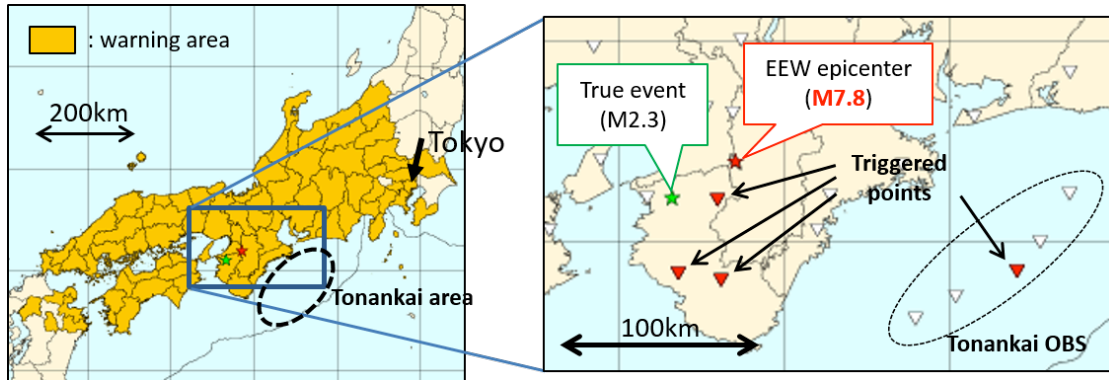 : warning area
200km
Tokyo
Tonankai area
True event
(M2.3)
EEW epicenter
(M7.8)
Triggered
points
100km
Tonankai OBS